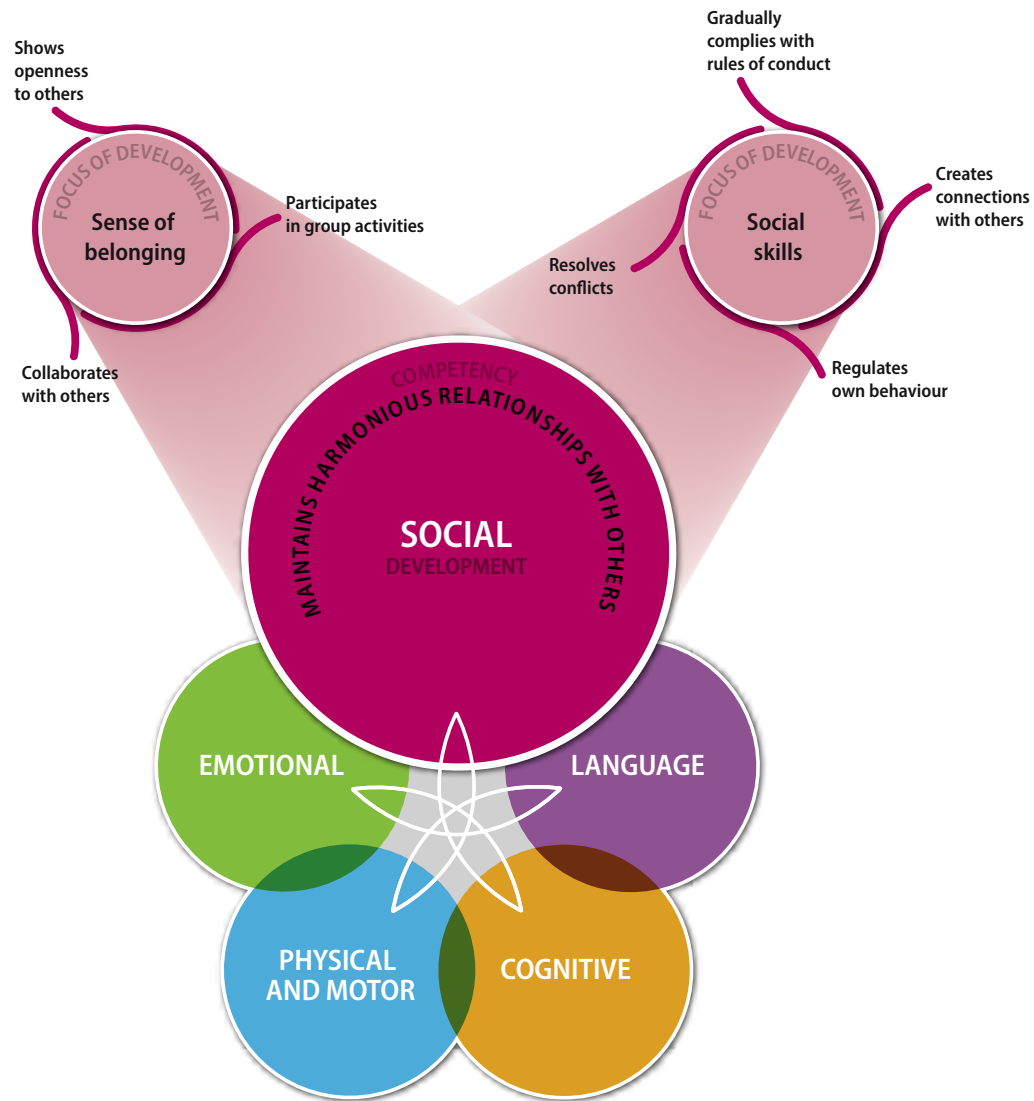 Shows
openness
to others
FOCUS OF DEVELOPMENT
Sense of
belonging
Participates
in group activities
Collaborates
with others
Gradually
complies with
rules of conduct
FOCUS OF DEVELOPMENT
Social
skills
Creates
connections
with others
Resolves
conflicts
Regulates
own behaviour
COMPETENCY
MAINTAINS HARMONIOUS RELATIONSHIPS WITH OTHERS
SOCIAL
DEVELOPMENT
EMOTIONAL
LANGUAGE
PHYSICAL
AND MOTOR
COGNITIVE